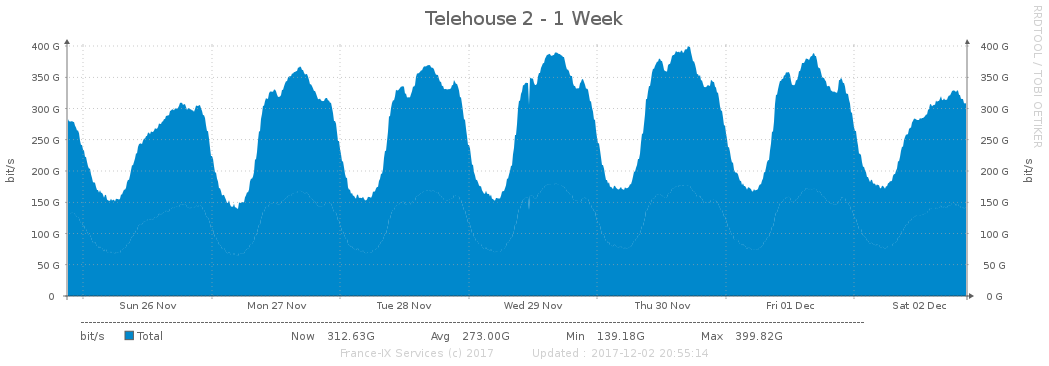 Telehouse 2 - 1 Week
RRDTOOL / TOBI OETIKER
400 G 400 G
350 G 350 G
300 G 300 G
250 G 250 G
200 G 200 G
150 G 150 G
100 G 100 G
50 G 50 G
0 0 G
bit/s bit/s
Sun 26 Nov Mon 27 Nov Tue 28 Nov Wed 29 Nov Thu 30 Nov Fri 01 Dec Sat 02 Dec
bit/s Total Now 312.63G Avg 273.00G Min 139.18G Max 399.82G
France-IX Services (c) 2017 Updated : 2017-12-02 20:55:14